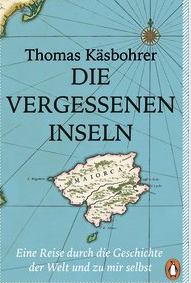 Thomas Käsbohrer
DIE
VERGESSENEN
INSELN
MAIORCA
Eine Reise durch die Geschichte
der Welt und zu mir selbst